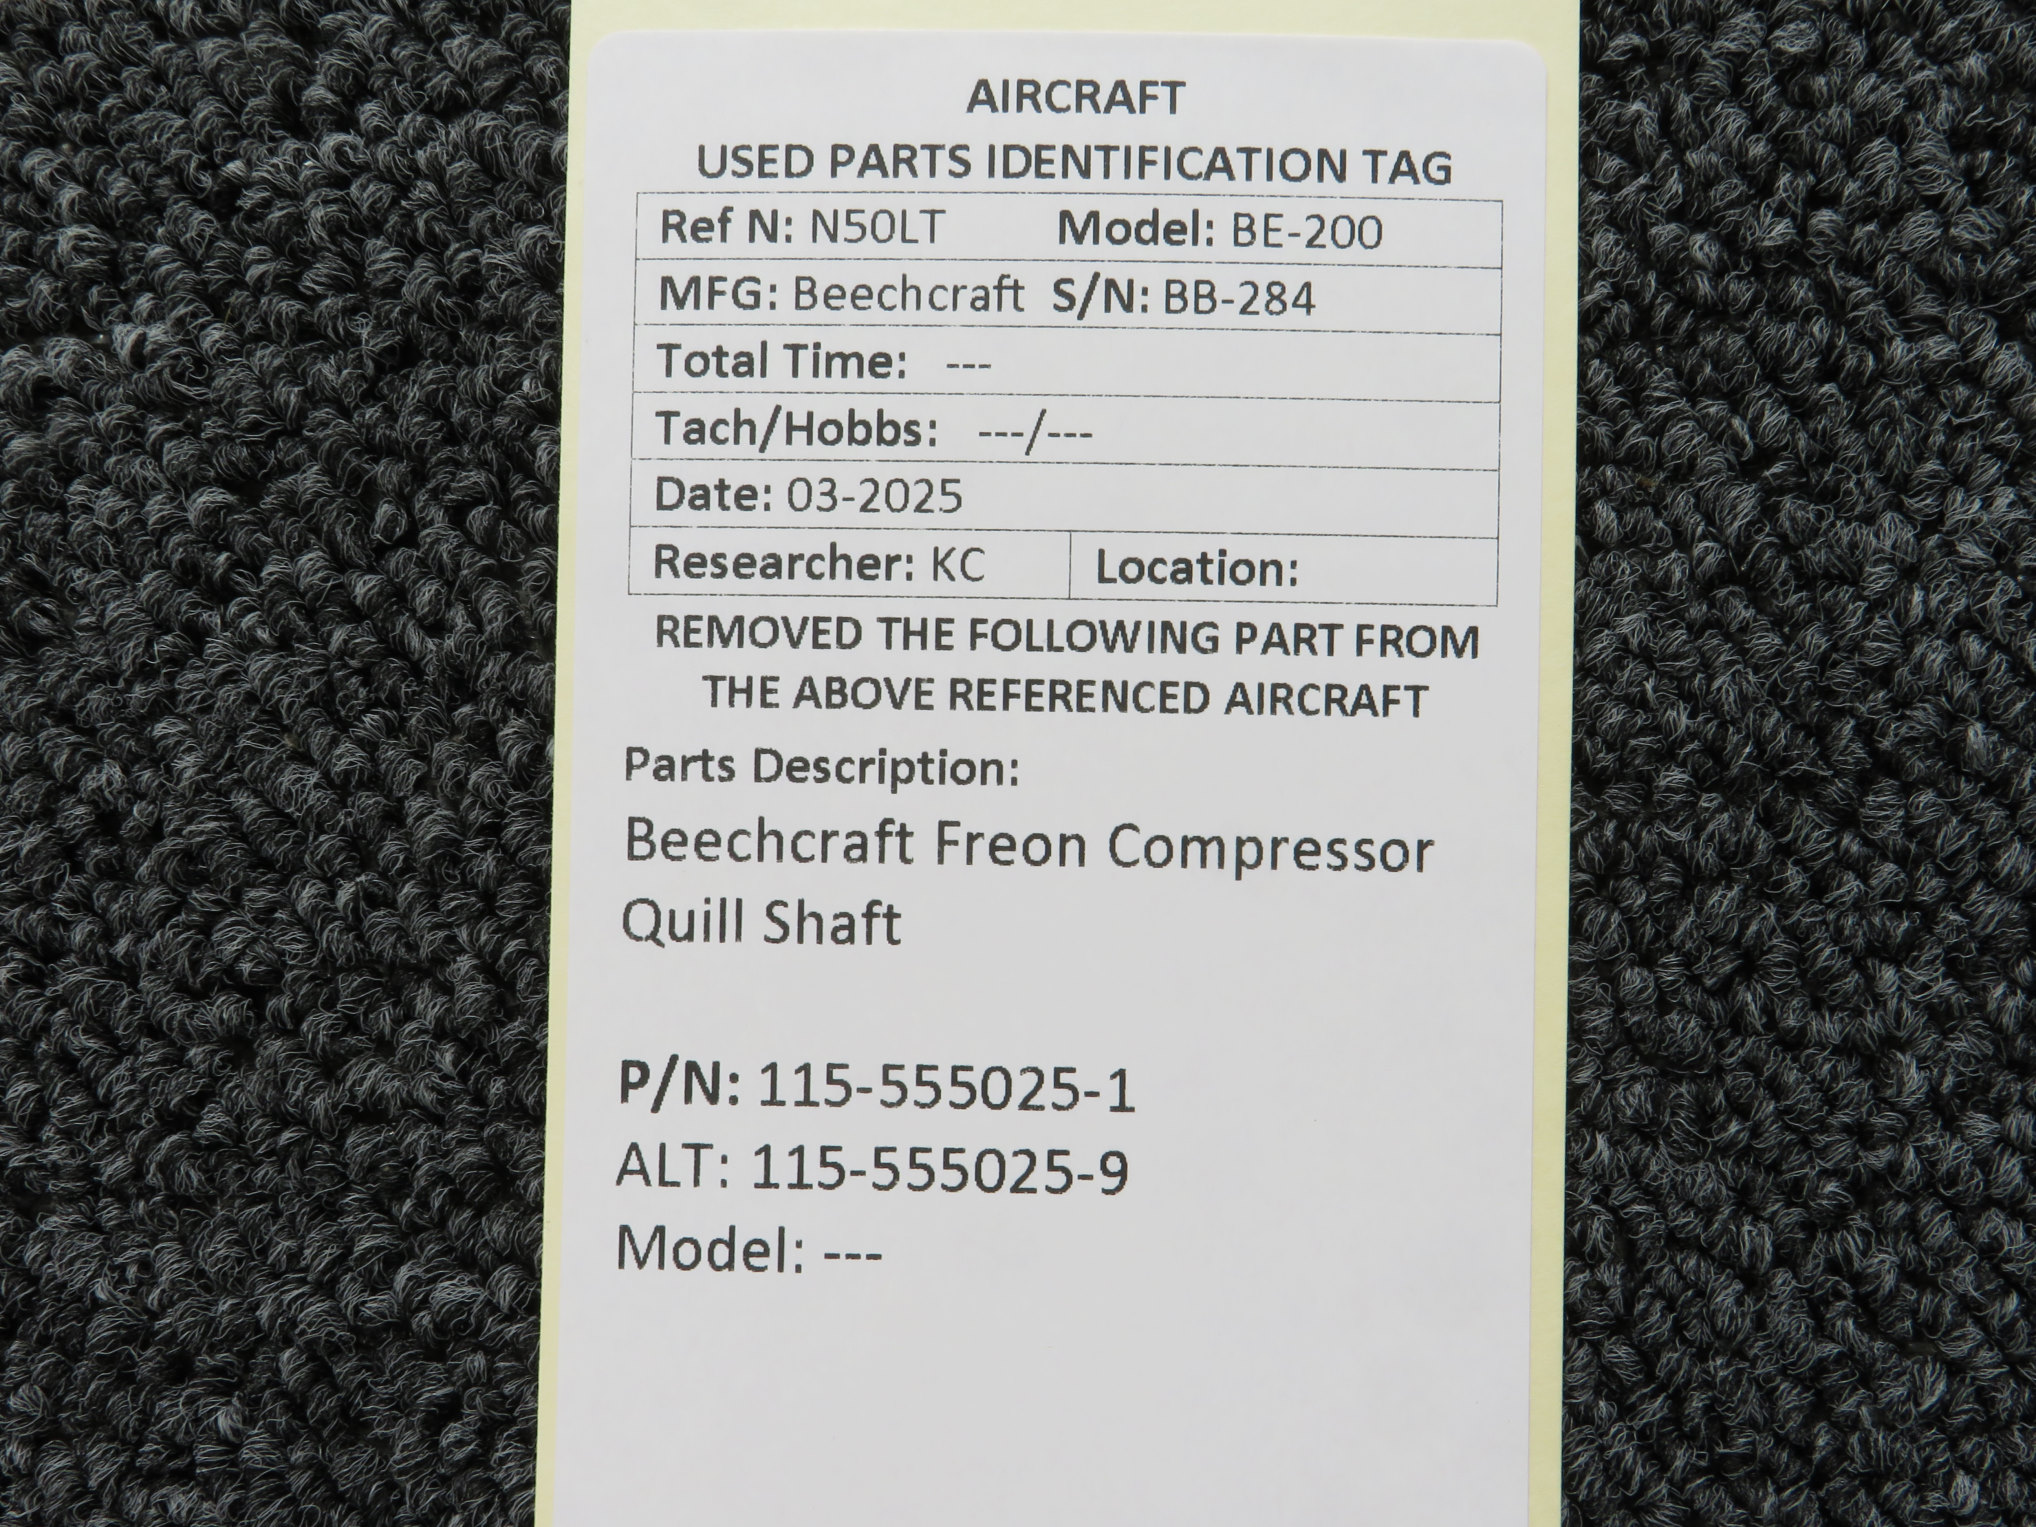 AIRCRAFT
USED PARTS IDENTIFICATION TAG
Ref N: N50LT Model: BE-200
MFG: Beechcraft S/N: BB-284
Total Time: ---
Tach/Hobbs: ---/---
Date: 03-2025
Researcher: KC Location:
REMOVED THE FOLLOWING PART FROM
THE ABOVE REFERENCED AIRCRAFT
Parts Description:
Beechcraft Freon Compressor
Quill Shaft
P/N: 115-555025-1
ALT: 115-555025-9
Model: ---